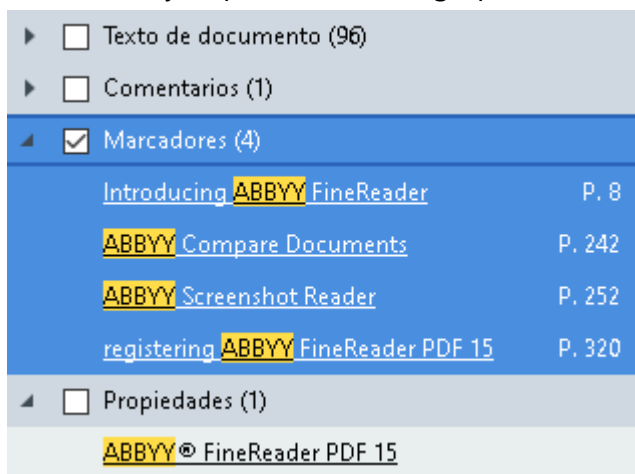 Texto de documento (96)
Comentarios (1)
Marcadores (4)
Introducing ABBYY FineReader P. 8
ABBYY Compare Documents P. 242
ABBYY Screenshot Reader P. 252
registering ABBYY FineReader PDF 15 P. 320
Propiedades (1)
ABBYY® FineReader PDF 15